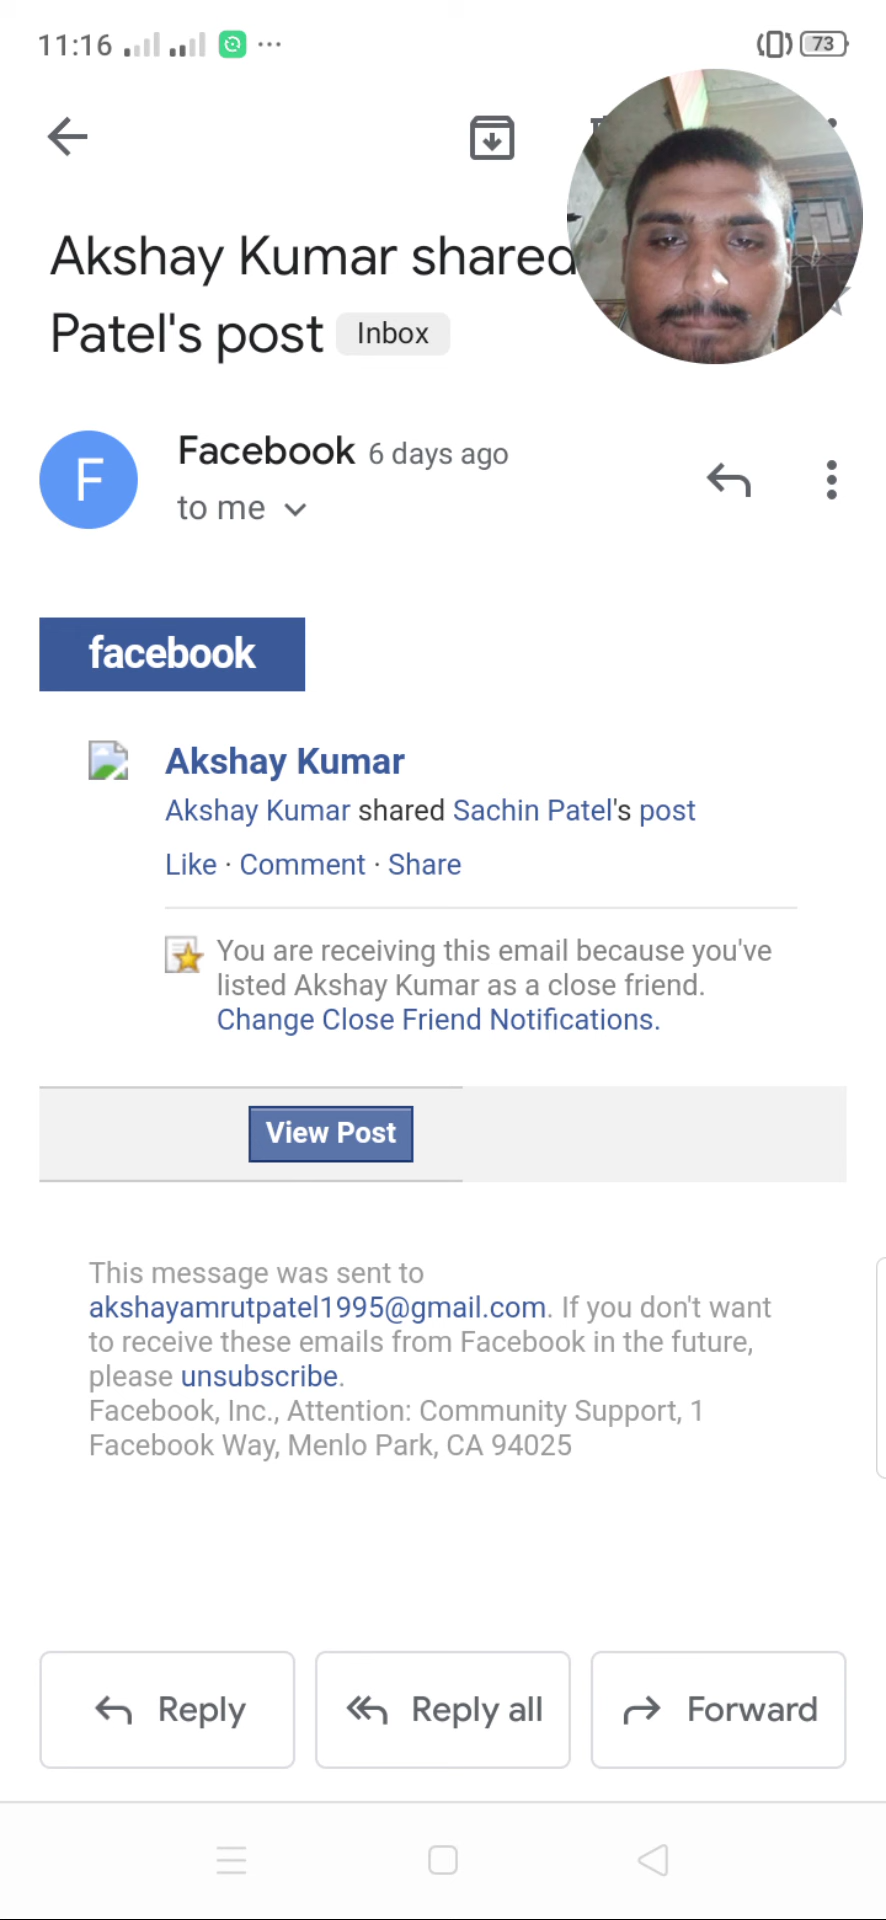 11:16
73
Akshay Kumar shared
Patel's post Inbox
F
Facebook 6 days ago
to me
facebook
Akshay Kumar
Akshay Kumar shared Sachin Patel's post
Like · Comment · Share
You are receiving this email because you've
listed Akshay Kumar as a close friend.
Change Close Friend Notifications.
View Post
This message was sent to
akshayamrutpatel1995@gmail.com. If you don't want
to receive these emails from Facebook in the future,
please unsubscribe.
Facebook, Inc., Attention: Community Support, 1
Facebook Way, Menlo Park, CA 94025
Reply
Reply all
Forward